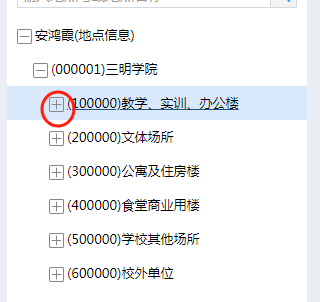 安鸿霞(地点信息)
(000001)三明学院
(100000)教学、实训、办公楼
(200000)文体场所
(300000)公寓及住房楼
(400000)食堂商业用楼
(500000)学校其他场所
(600000)校外单位